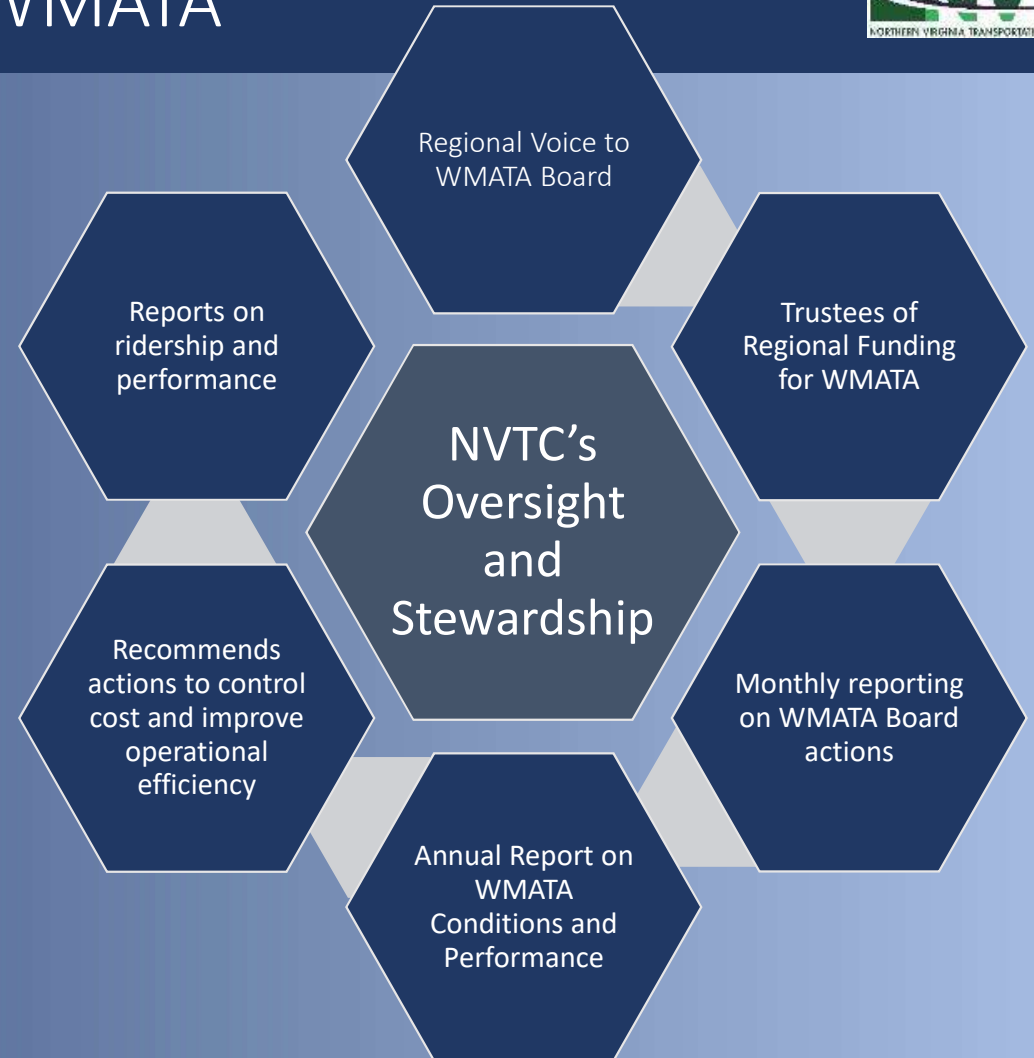 WMATA
NORTHERN VIRGINIA
Regional Voice to
WMATA Board
Trustees of
Regional Funding
for WMATA
Monthly reporting
on WMATA Board
actions
Annual Report on
WMATA
Conditions and
Performance
Recommends
actions to control
cost and improve
operational
efficiency
Reports on
ridership and
performance
NVTC’s
Oversight
and
Stewardship